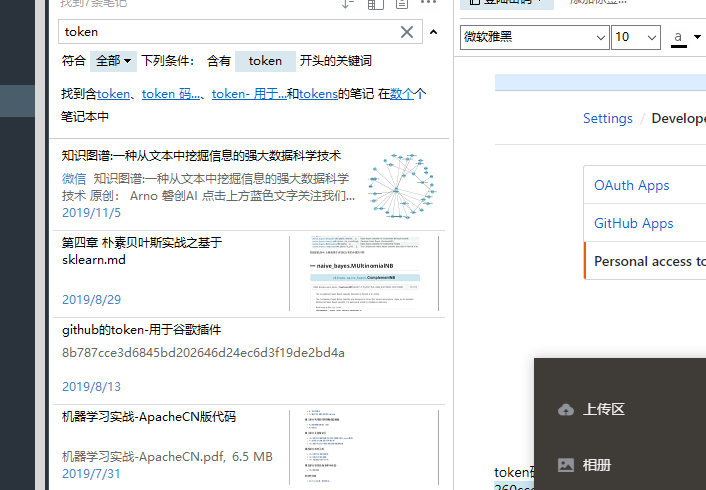 找到7条笔记
token
符合 全部 下列条件： 含有 token 开头的关键词
找到含token、token 码...、token- 用于...和tokens的笔记 在数个个
笔记本中
知识图谱:一种从文本中挖掘信息的强大数据科学技术
微信 知识图谱:一种从文本中挖掘信息的强大数据科学
技术 原创： Arno 磐创AI 点击上方蓝色文字关注我们...
2019/11/5
第四章 朴素贝叶斯实战之基于
sklearn.md
naive_bayes.MUltinomialNB
ComplementNB
2019/8/29
github的token-用于谷歌插件
8b787cce3d6845bd202646d24ec6d3f19de2bd4a
2019/8/13
机器学习实战-ApacheCN版代码
机器学习实战-ApacheCN.pdf, 6.5 MB
2019/7/31
登陆密码
添加标签...
微软雅黑 10 a
Settings / Develope
OAuth Apps
GitHub Apps
Personal access to
上传区
相册
token